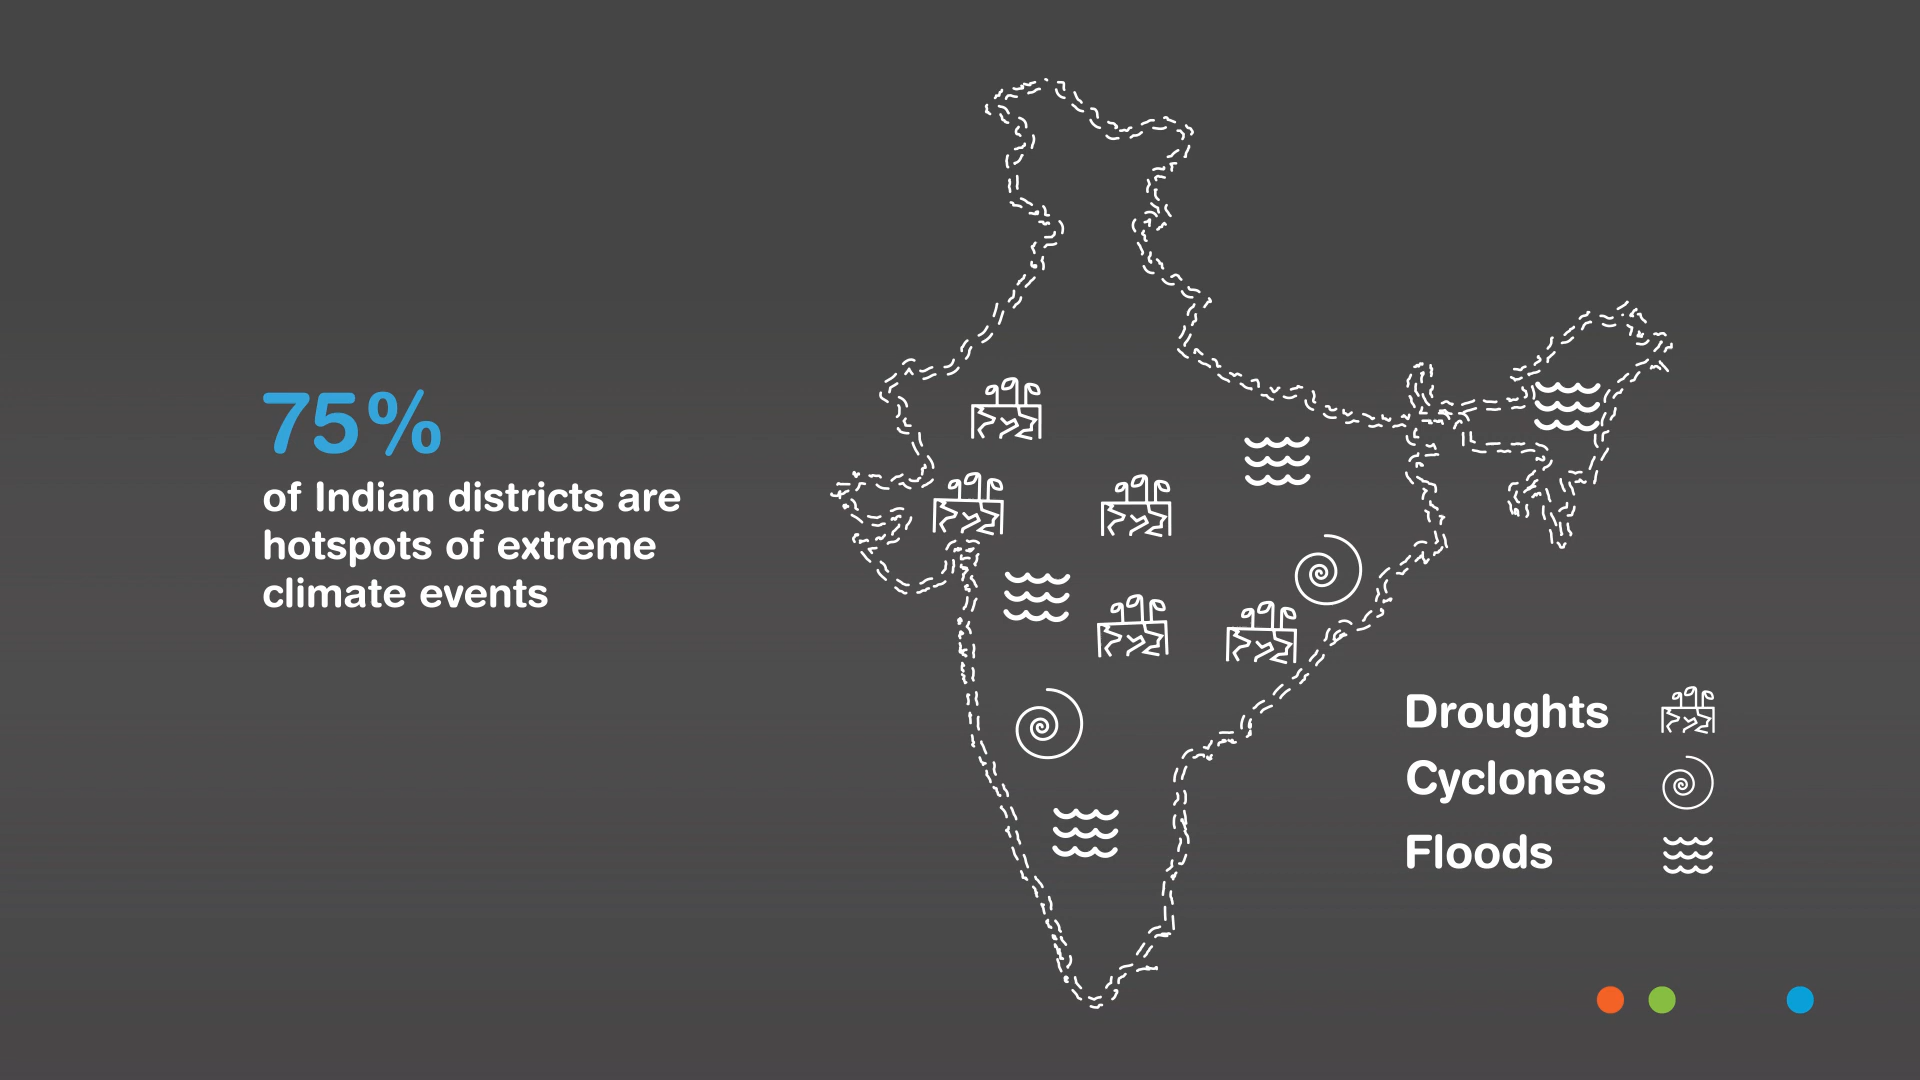 75%
of Indian districts are
hotspots of extreme
climate events
Droughts
Cyclones
Floods